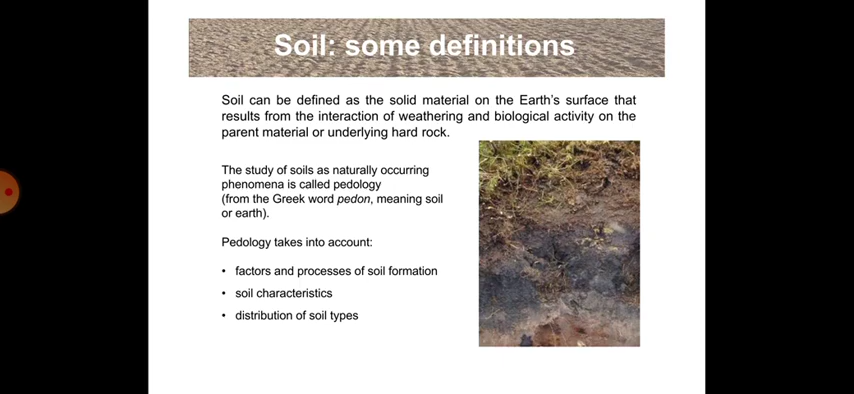 Soil: some definitions
Soil can be defined as the solid material on the Earth's surface that
results from the interaction of weathering and biological activity on the
parent material or underlying hard rock.
The study of soils as naturally occurring
phenomena is called pedology
(from the Greek word pedon, meaning soil
or earth).
Pedology takes into account:
• factors and processes of soil formation
• soil characteristics
• distribution of soil types